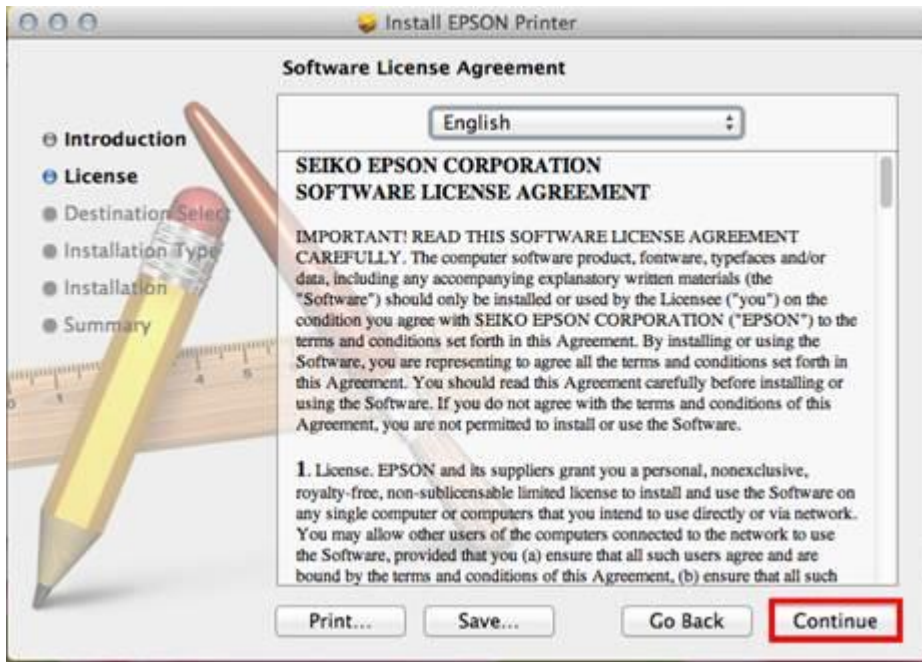 Install EPSON Printer
Software License Agreement
Introduction
License
Destination Select
Installation Type
Installation
Summary
English
SEIKO EPSON CORPORATION
SOFTWARE LICENSE AGREEMENT
IMPORTANT! READ THIS SOFTWARE LICENSE AGREEMENT
CAREFULLY. The computer software product, fontware, typefaces and/or
data, including any accompanying explanatory written materials (the
"Software") should only be installed or used by the Licensee ("you") on the
condition you agree with SEIKO EPSON CORPORATION ("EPSON") to the
terms and conditions set forth in this Agreement. By installing or using the
Software, you are representing to agree all the terms and conditions set forth in
this Agreement. You should read this Agreement carefully before installing or
using the Software. If you do not agree with the terms and conditions of this
Agreement, you are not permitted to install or use the Software.
1. License. EPSON and its suppliers grant you a personal, nonexclusive,
royalty-free, non-sublicensable limited license to install and use the Software on
any single computer or computers that you intend to use directly or via network.
You may allow other users of the computers connected to the network to use
the Software, provided that you (a) ensure that all such users agree and are
bound by the terms and conditions of this Agreement, (b) ensure that all such
Print...
Save...
Go Back
Continue